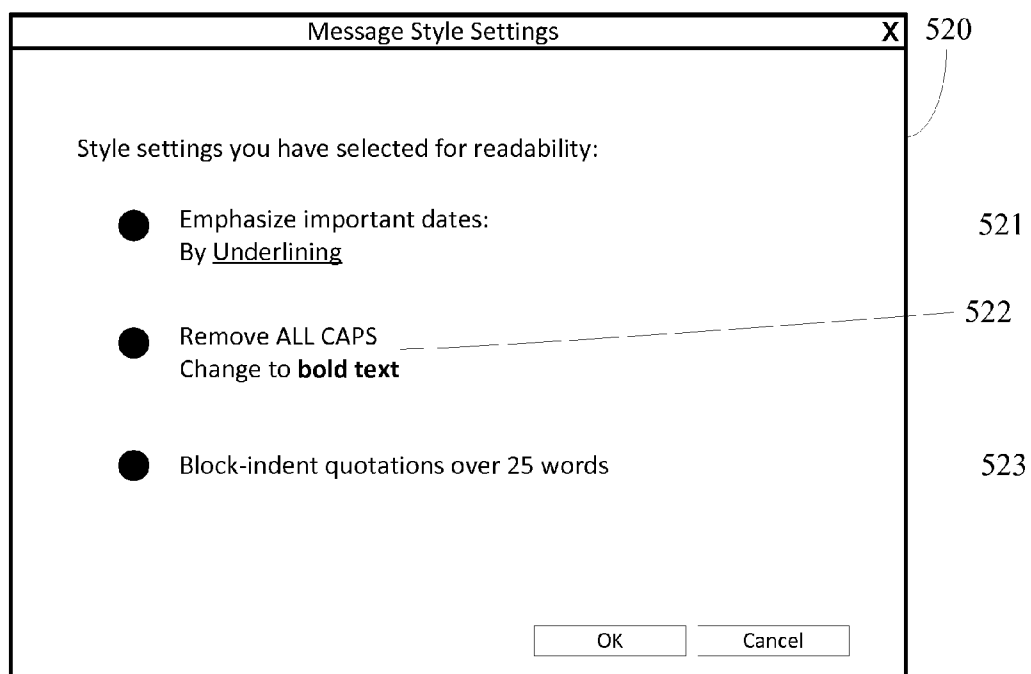 Message Style Settings X 520
Style settings you have selected for readability:
Emphasize important dates: 521
By Underlining
522
Remove ALL CAPS
Change to bold text
Block-indent quotations over 25 words 523
OK Cancel